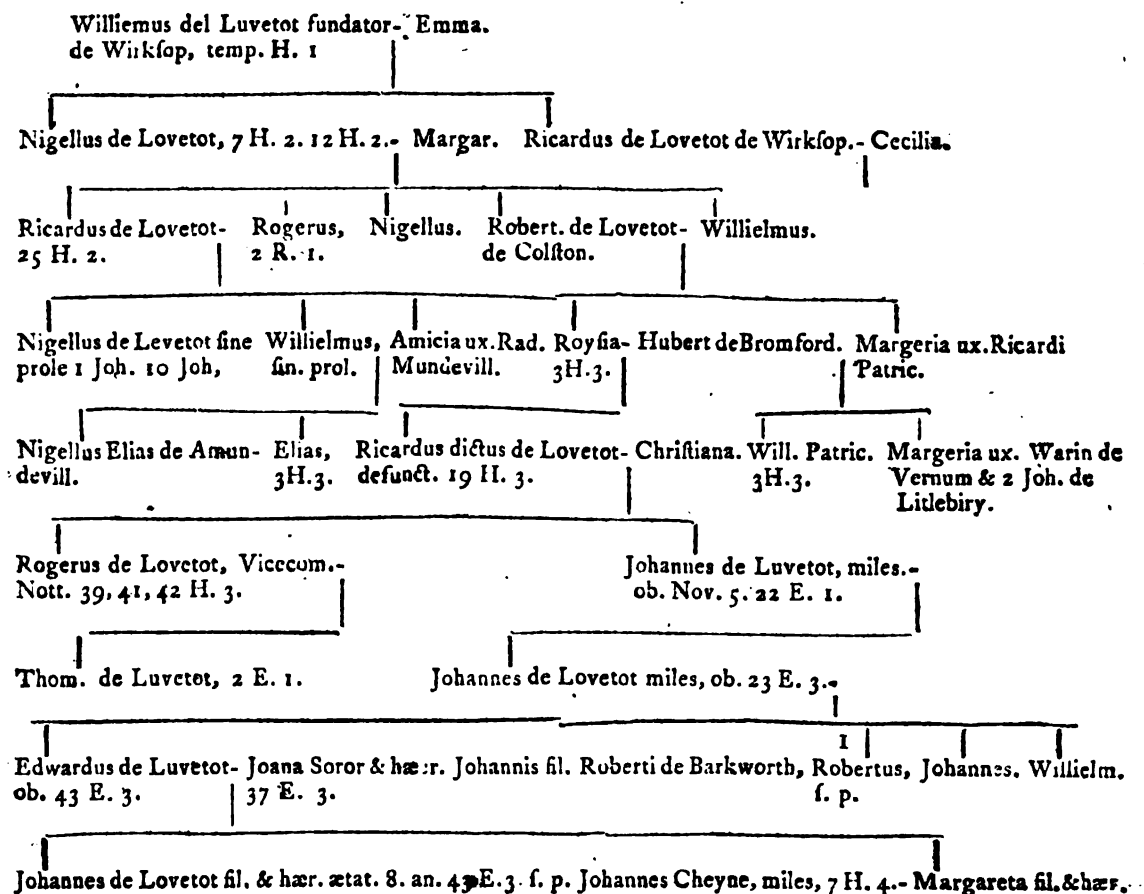 Williemus del Luvetot fundator- Emma.
de Wirkſop, temp. H. 1
Nigellus de Lovetot, 7 H. 2. 12 H. 2.- Margar. Ricardus de Lovetot de Wirkſop.- Cecilia.
Ricardus de Lovetot- Rogerus, Nigellus. Robert. de Lovetot- Willielmus.
25 H. 2. 2 R. 1. de Colſton.
Nigellus de Levetot ſine Willielmus, Amicia ux. Rad. Royſia- Hubert de Bromford. Margeria ux. Ricardi
prole 1 Joh. 10 Joh, ſin. prol. Mundevill. 3H.3. Patric.
Nigellus Elias de Amun- Elias, Ricardus dictus de Lovetot- Chriſtiana. Will. Patric. Margeria ux. Warin de
devill. 3H.3. defunct. 19 H. 3. 3H.3. Vernum & 2 Joh. de
Litlebiry.
Rogerus de Lovetot, Vicecom.- Johannes de Luvetot, miles.-
Nott. 39, 41, 42 H. 3. ob. Nov. 5. 22 E. 1.
Thom. de Luvetot, 2 E. 1. Johannes de Lovetot miles, ob. 23 E. 3.-
1
Edwardus de Luvetot- Joana Soror & hær. Johannis fil. Roberti de Barkworth, Robertus, Johannes. Willielm.
ob. 43 E. 3. 37 E. 3. ſ. p.
Johannes de Lovetot fil. & hær. ætat. 8. an. 43 E. 3. ſ. p. Johannes Cheyne, miles, 7 H. 4.- Margareta fil. & hær.